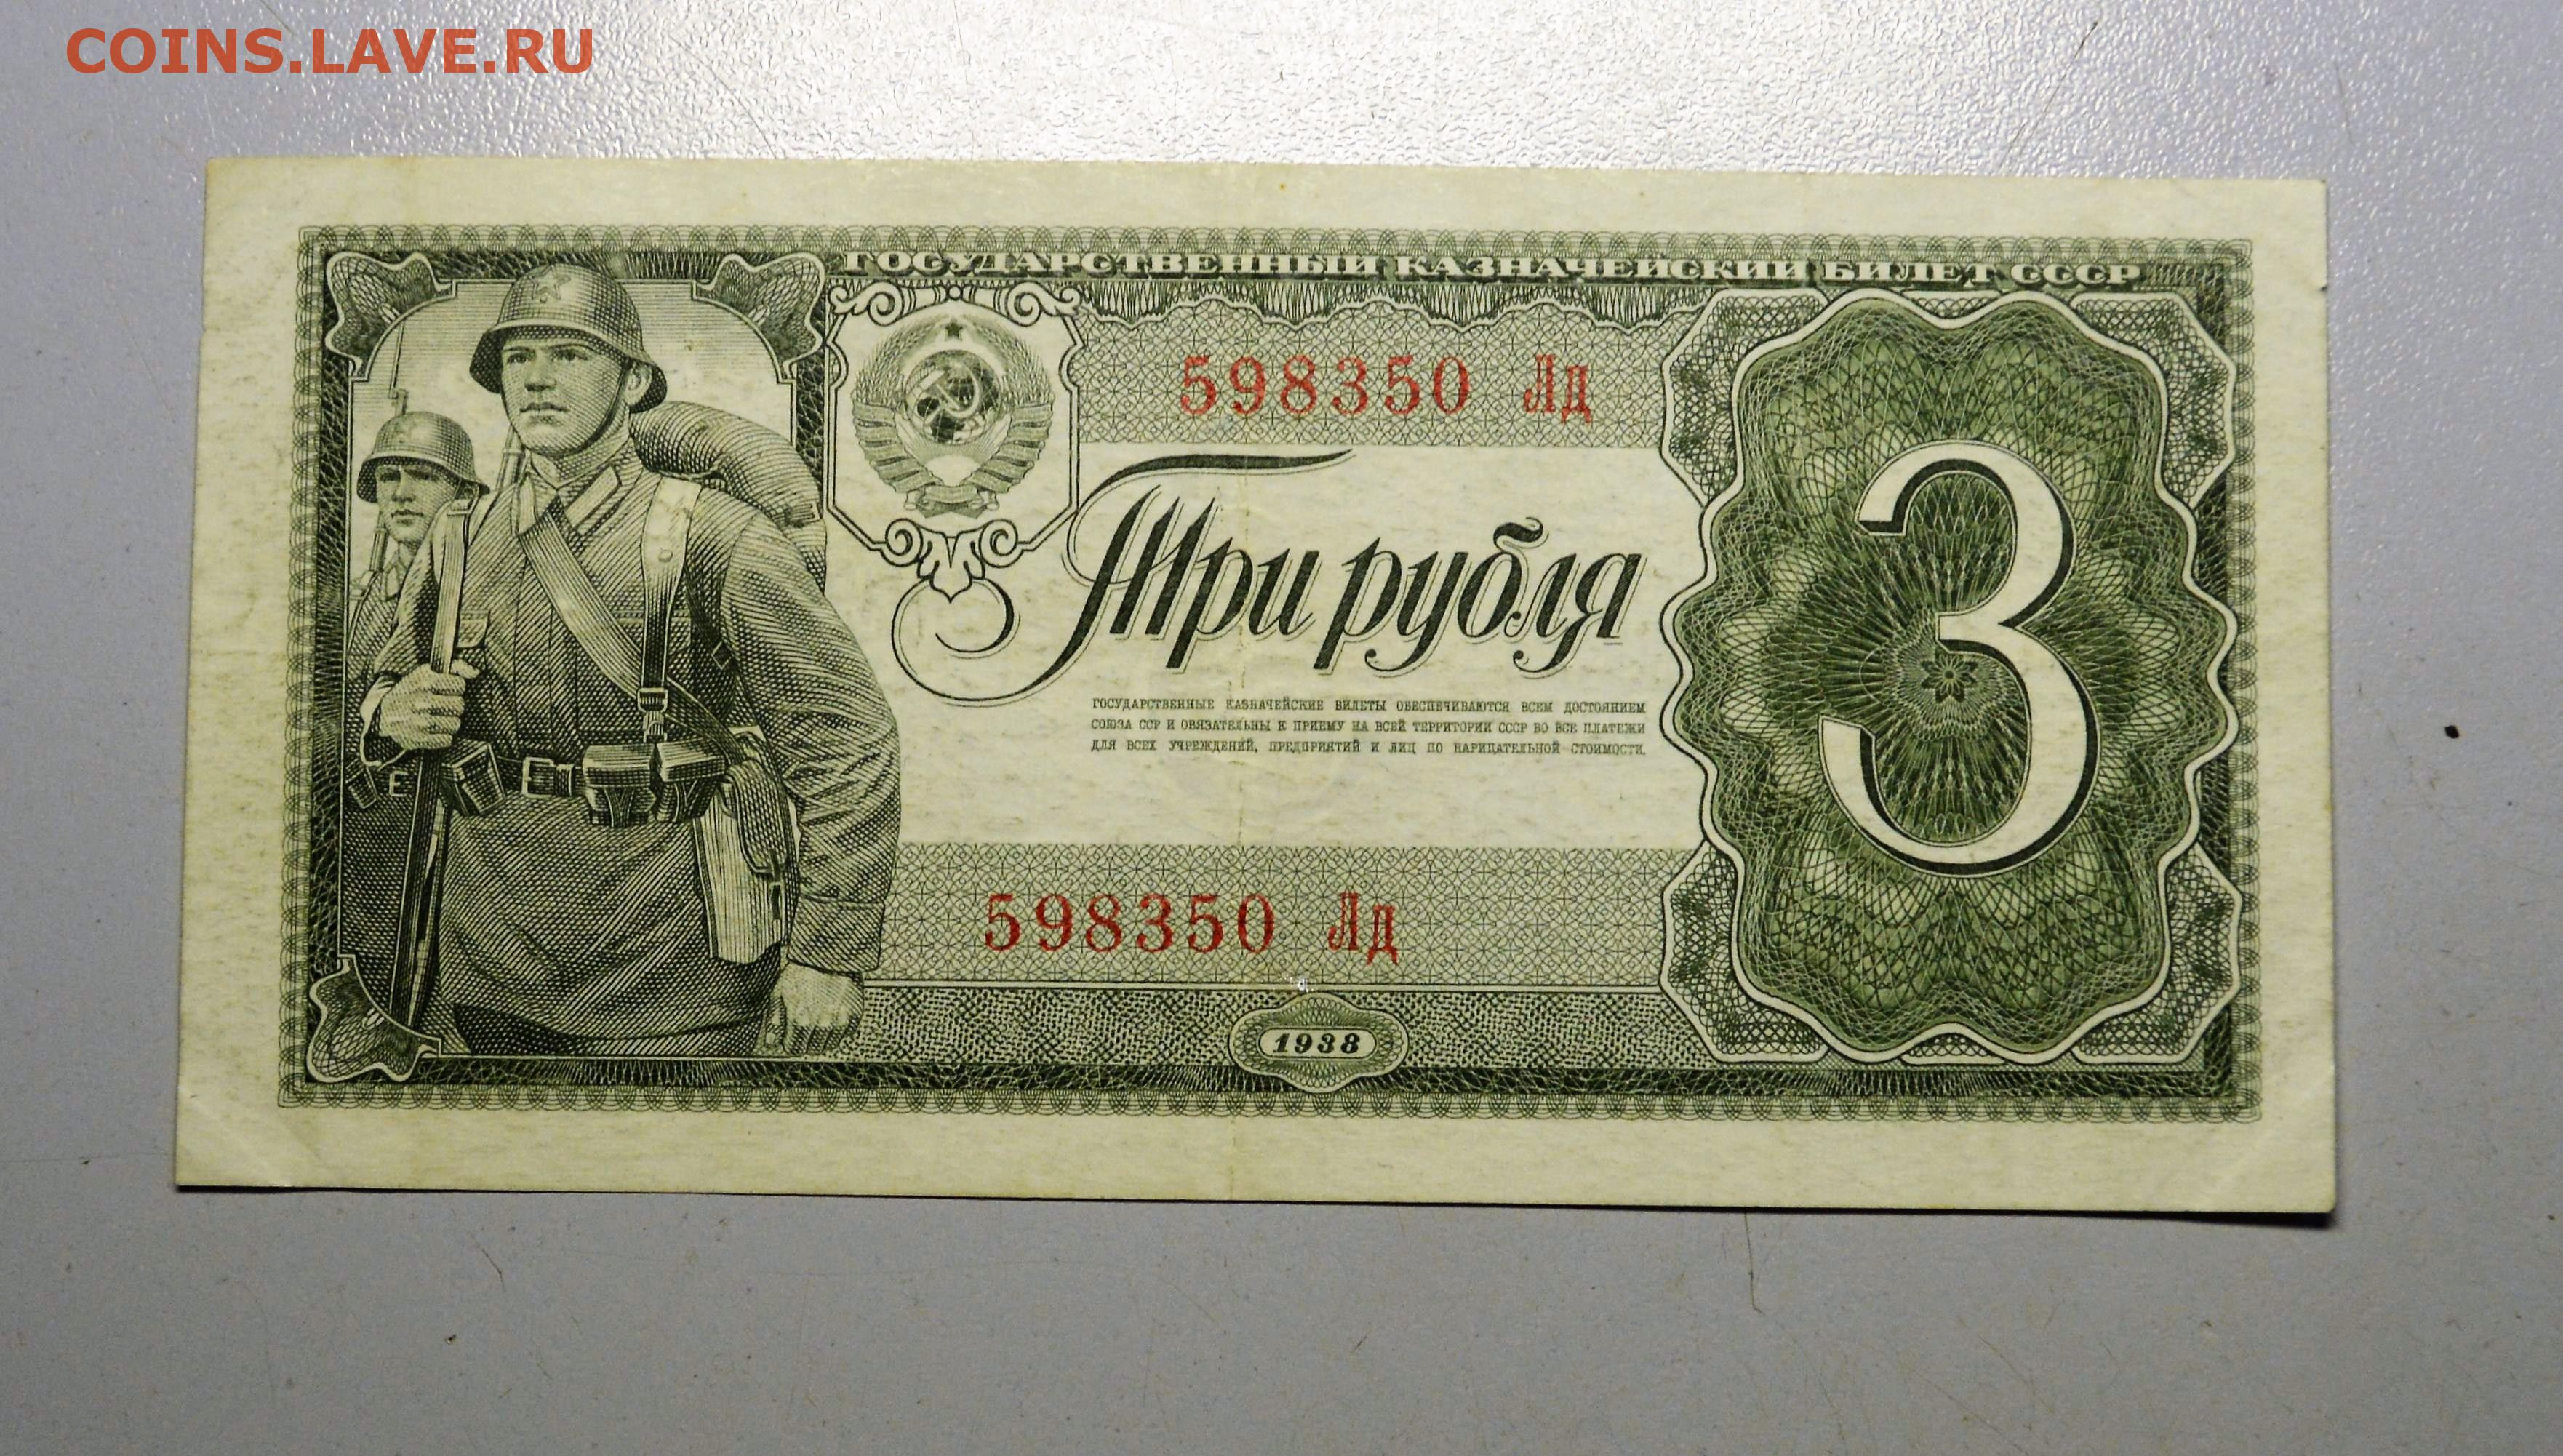 COINS.LAVE.RU
ГОСУДАРСТВЕННЫЙ КАЗНАЧЕЙСКИЙ БИЛЕТ СССР
598350 Лд
Три рубля
3
ГОСУДАРСТВЕННЫЕ КАЗНАЧЕЙСКИЕ БИЛЕТЫ ОБЕСПЕЧИВАЮТСЯ ВСЕМ ДОСТОЯНИЕМ
СОЮЗА ССР И ОБЯЗАТЕЛЬНЫ К ПРИЕМУ НА ВСЕЙ ТЕРРИТОРИИ СССР ВО ВСЕ ПЛАТЕЖИ
ДЛЯ ВСЕХ УЧРЕЖДЕНИЙ, ПРЕДПРИЯТИЙ И ЛИЦ ПО НАРИЦАТЕЛЬНОЙ СТОИМОСТИ.
598350 Лд
1938